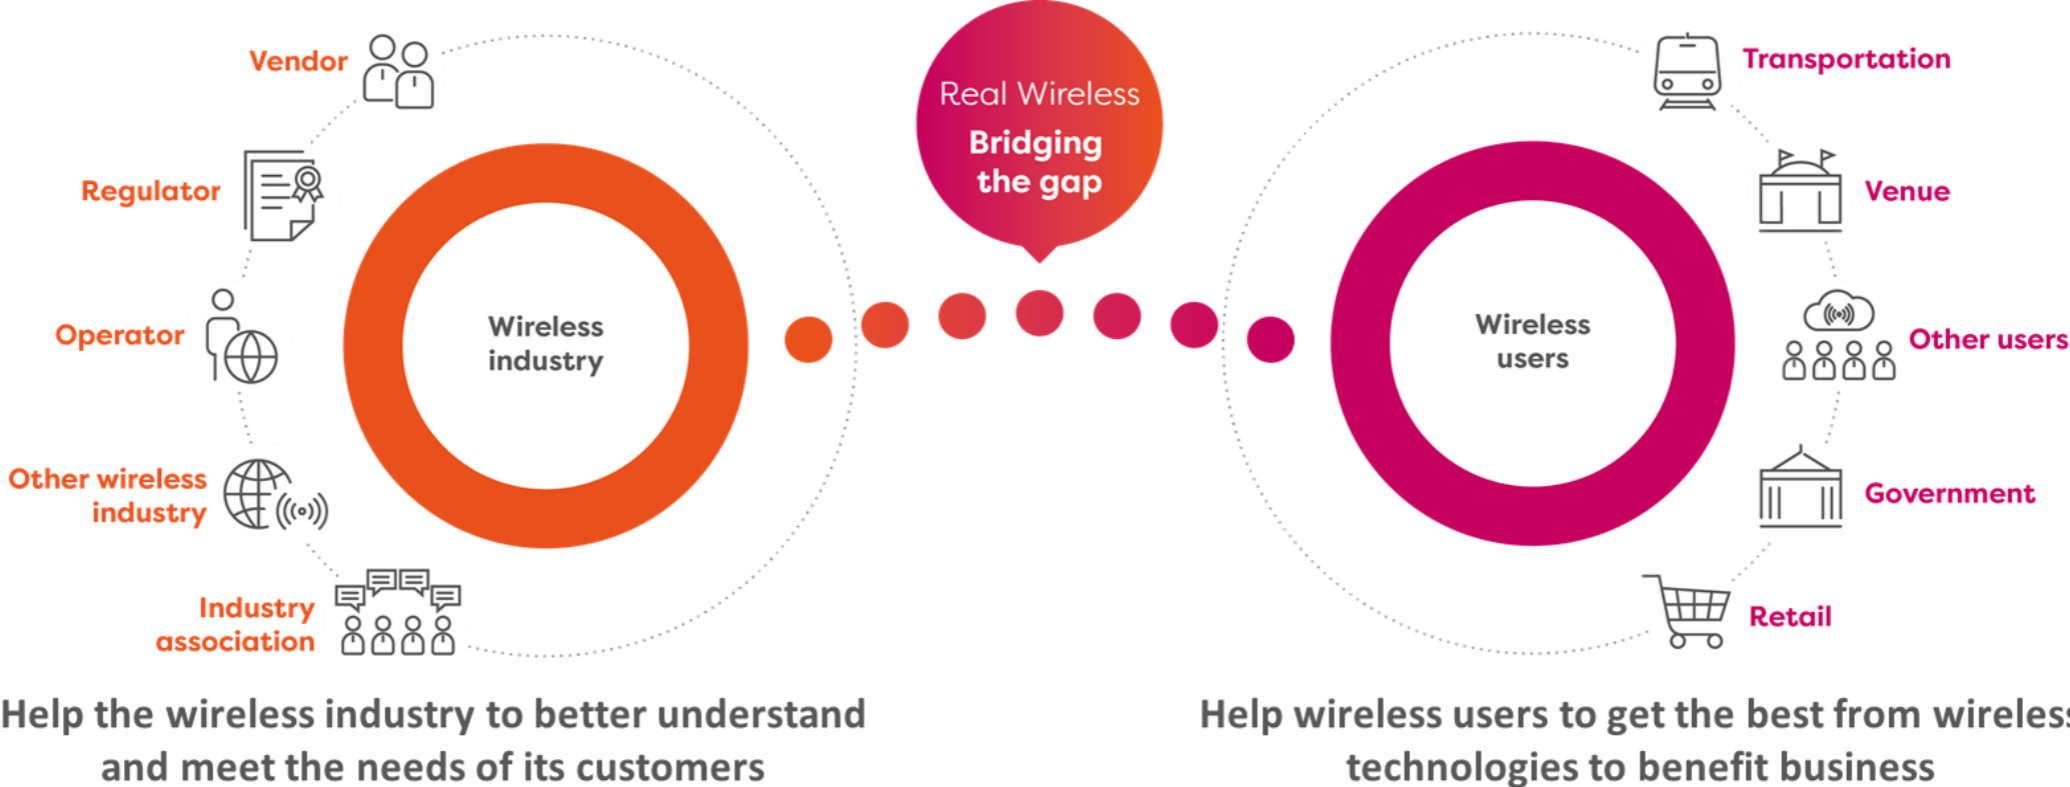 Vendor
Regulator
Operator
Other wireless
industry
Industry
association
Wireless
industry
Real Wireless
Bridging
the gap
Wireless
users
Transportation
Venue
Other users
Government
Retail
Help the wireless industry to better understand
and meet the needs of its customers
Help wireless users to get the best from wireless
technologies to benefit business